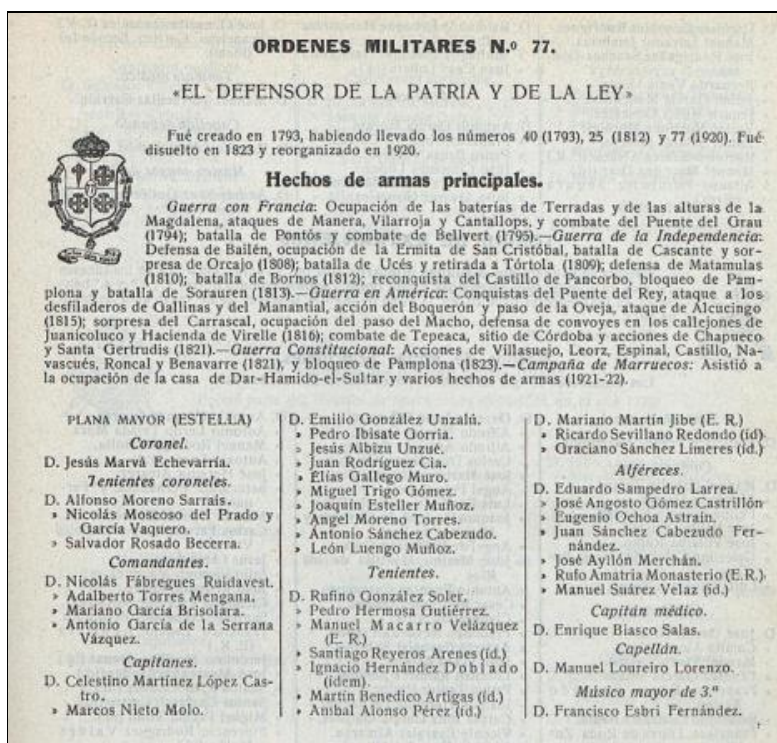 ORDENES MILITARES N.º 77.
«EL DEFENSOR DE LA PATRIA Y DE LA LEY»
Fué creado en 1793, habiendo llevado los números 40 (1793), 25 (1812) y 77 (1920). Fué
disuelto en 1823 y reorganizado en 1920.
Hechos de armas principales.
Guerra con Francia: Ocupación de las baterías de Terradas y de las alturas de la
Magdalena, ataques de Manera, Vilarroja y Cantallops, y combate del Puente del Grau
(1794); batalla de Pontós y combate de Bellvert (1795).—Guerra de la Independencia:
Defensa de Bailén, ocupación de la Ermita de San Cristóbal, batalla de Cascante y sor-
presa de Orcajo (1808); batalla de Ucés y retirada a Tórtola (1809); defensa de Matamulas
(1810); batalla de Bornos (1812); reconquista del Castillo de Pancorbo, bloqueo de Pam-
plona y batalla de Sorauren (1813).—Guerra en América: Conquistas del Puente del Rey, ataque a los
desfiladeros de Gallinas y del Manantial, acción del Boquerón y paso de la Oveja, ataque de Alcucingo
(1815); sorpresa del Carrascal, ocupación del paso del Macho, defensa de convoyes en los callejones de
Juanicoluco y Hacienda de Virelle (1816); combate de Tepeaca, sitio de Córdoba y acciones de Chapueco
y Santa Gertrudis (1821).—Guerra Constitucional: Acciones de Villasuejo, Leorz, Espinal, Castillo, Na-
vascués, Roncal y Benavarre (1821), y bloqueo de Pamplona (1823).—Campaña de Marruecos: Asistió a
la ocupación de la casa de Dar-Hamido-el-Sultar y varios hechos de armas (1921-22).
PLANA MAYOR (ESTELLA)
Coronel.
D. Jesús Marvá Echevarría.
Tenientes coroneles.
D. Alfonso Moreno Sarrais.
» Nicolás Moscoso del Prado y
García Vaquero.
» Salvador Rosado Becerra.
Comandantes.
D. Nicolás Fábregues Ruidavest.
» Adalberto Torres Mengana.
» Mariano García Brisolara.
» Antonio García de la Serrana
Vázquez.
Capitanes.
D. Celestino Martínez López Cas-
tro.
» Marcos Nieto Molo.
D. Emilio González Unzalú.
» Pedro Ibisate Gorria.
» Jesús Albizu Unzué.
» Juan Rodríguez Cia.
» Elías Gallego Muro.
» Miguel Trigo Gómez.
» Joaquín Esteller Muñoz.
» Angel Moreno Torres.
» Antonio Sánchez Cabezudo.
» León Luengo Muñoz.
Tenientes.
D. Rufino González Soler.
» Pedro Hermosa Gutiérrez.
» Manuel Macarro Velázquez
(E. R.)
» Santiago Reyeros Arenes (íd.)
» Ignacio Hernández Doblado
(ídem).
» Martín Benedico Artigas (íd.)
» Aníbal Alonso Pérez (íd.)
D. Mariano Martín Jibe (E. R.)
» Ricardo Sevillano Redondo (íd)
» Graciano Sánchez Limeres (íd.)
Alféreces.
D. Eduardo Sampedro Larrea.
» José Angosto Gómez Castrillón
» Eugenio Ochoa Astrain.
» Juan Sánchez Cabezudo Fer-
nández.
» José Ayllón Merchán.
» Rufo Amatria Monasterio (E.R.)
» Manuel Suárez Velaz (íd.)
Capitán médico.
D. Enrique Blasco Salas.
Capellán.
D. Manuel Loureiro Lorenzo.
Músico mayor de 3.ª
D. Francisco Esbri Fernández.